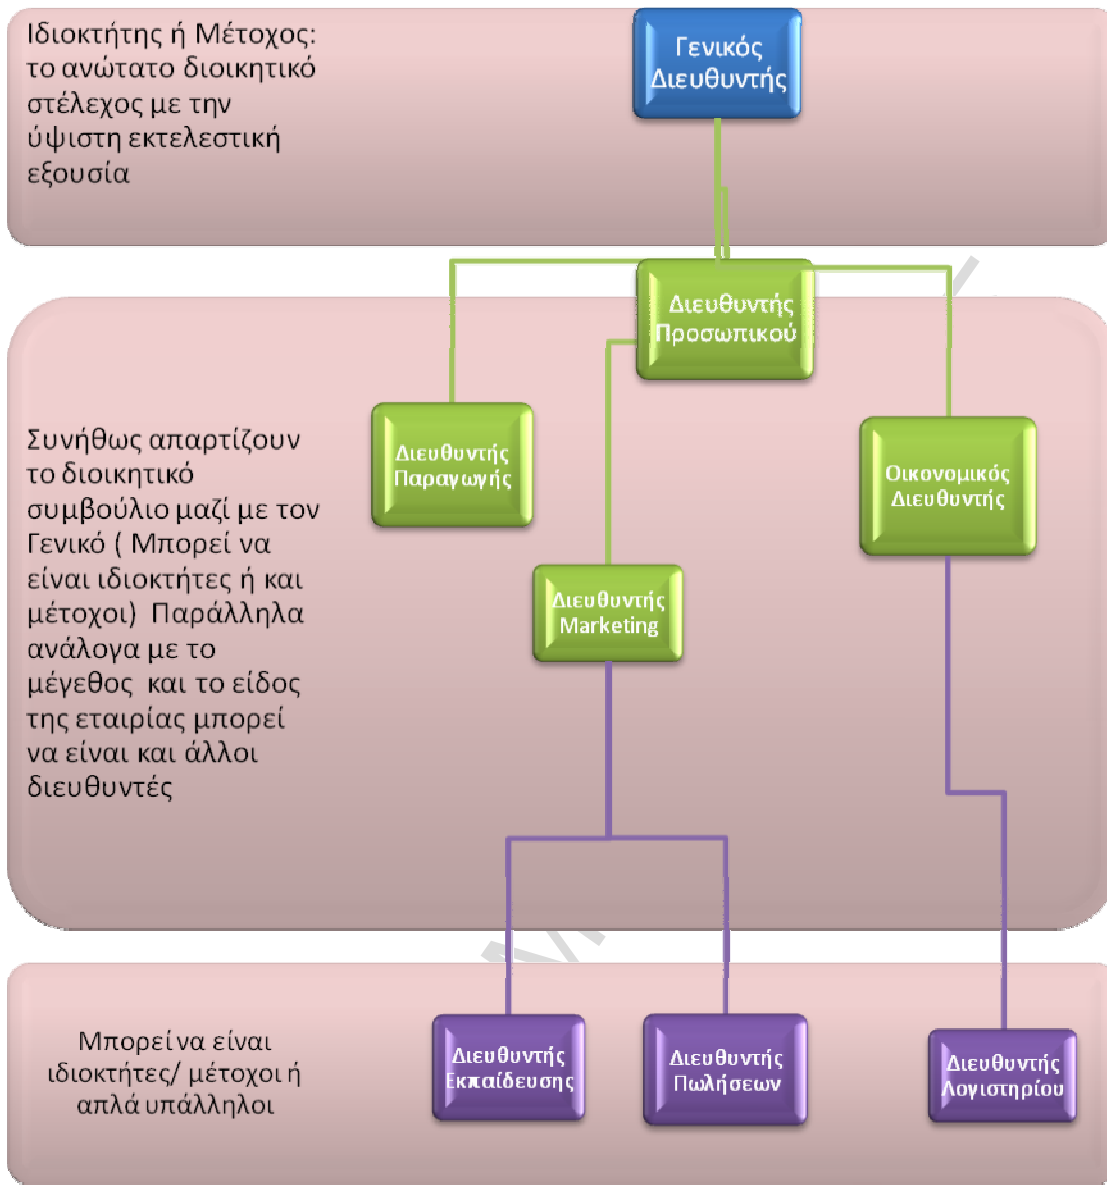 Ιδιοκτήτης ή Μέτοχος:
το ανώτατο διοικητικό
στέλεχος με την
ύψιστη εκτελεστική
εξουσία
Γενικός
Διευθυντής
Διευθυντής
Προσωπικού
Συνήθως απαρτίζουν
το διοικητικό
συμβούλιο μαζί με τον
Γενικό ( Μπορεί να
είναι ιδιοκτήτες ή και
μέτοχοι) Παράλληλα
ανάλογα με το
μέγεθος και το είδος
της εταιρίας μπορεί
να είναι και άλλοι
διευθυντές
Διευθυντής
Παραγωγής
Οικονομικός
Διευθυντής
Διευθυντής
Marketing
Μπορεί να είναι
ιδιοκτήτες/ μέτοχοι ή
απλά υπάλληλοι
Διευθυντής
Εκπαίδευσης
Διευθυντής
Πωλήσεων
Διευθυντής
Λογιστηρίου